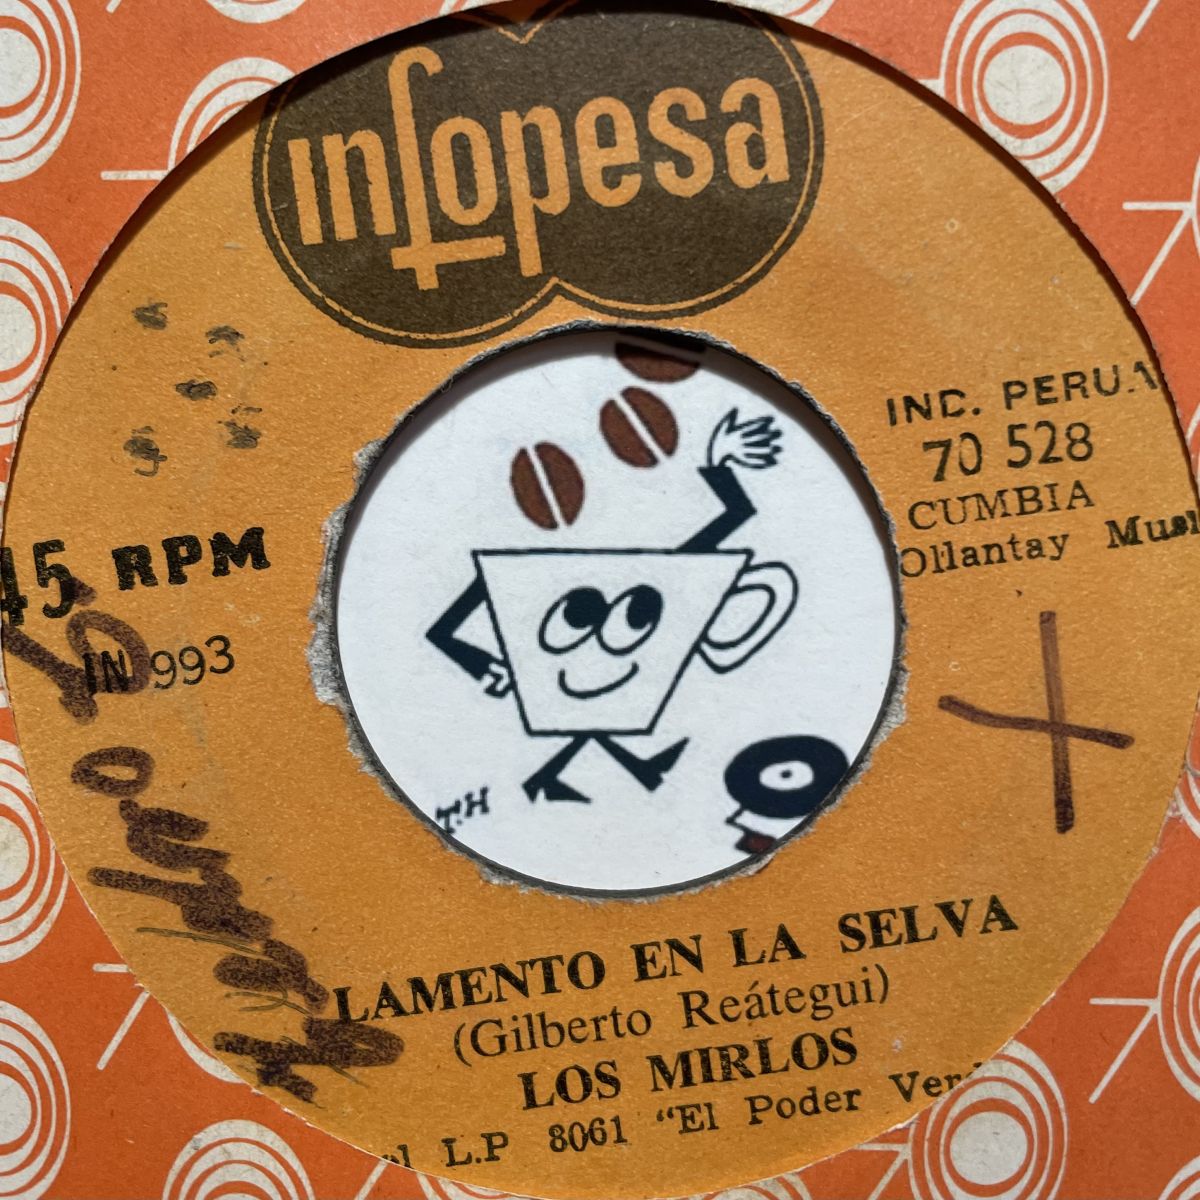 infopesa
IND. PERU.
70 528
CUMBIA
Ollantay
45 RPM
IN 993
T.H
LAMENTO EN LA SELVA
(Gilberto Reátegui)
LOS MIRLOS
L.P 8061 "El Poder